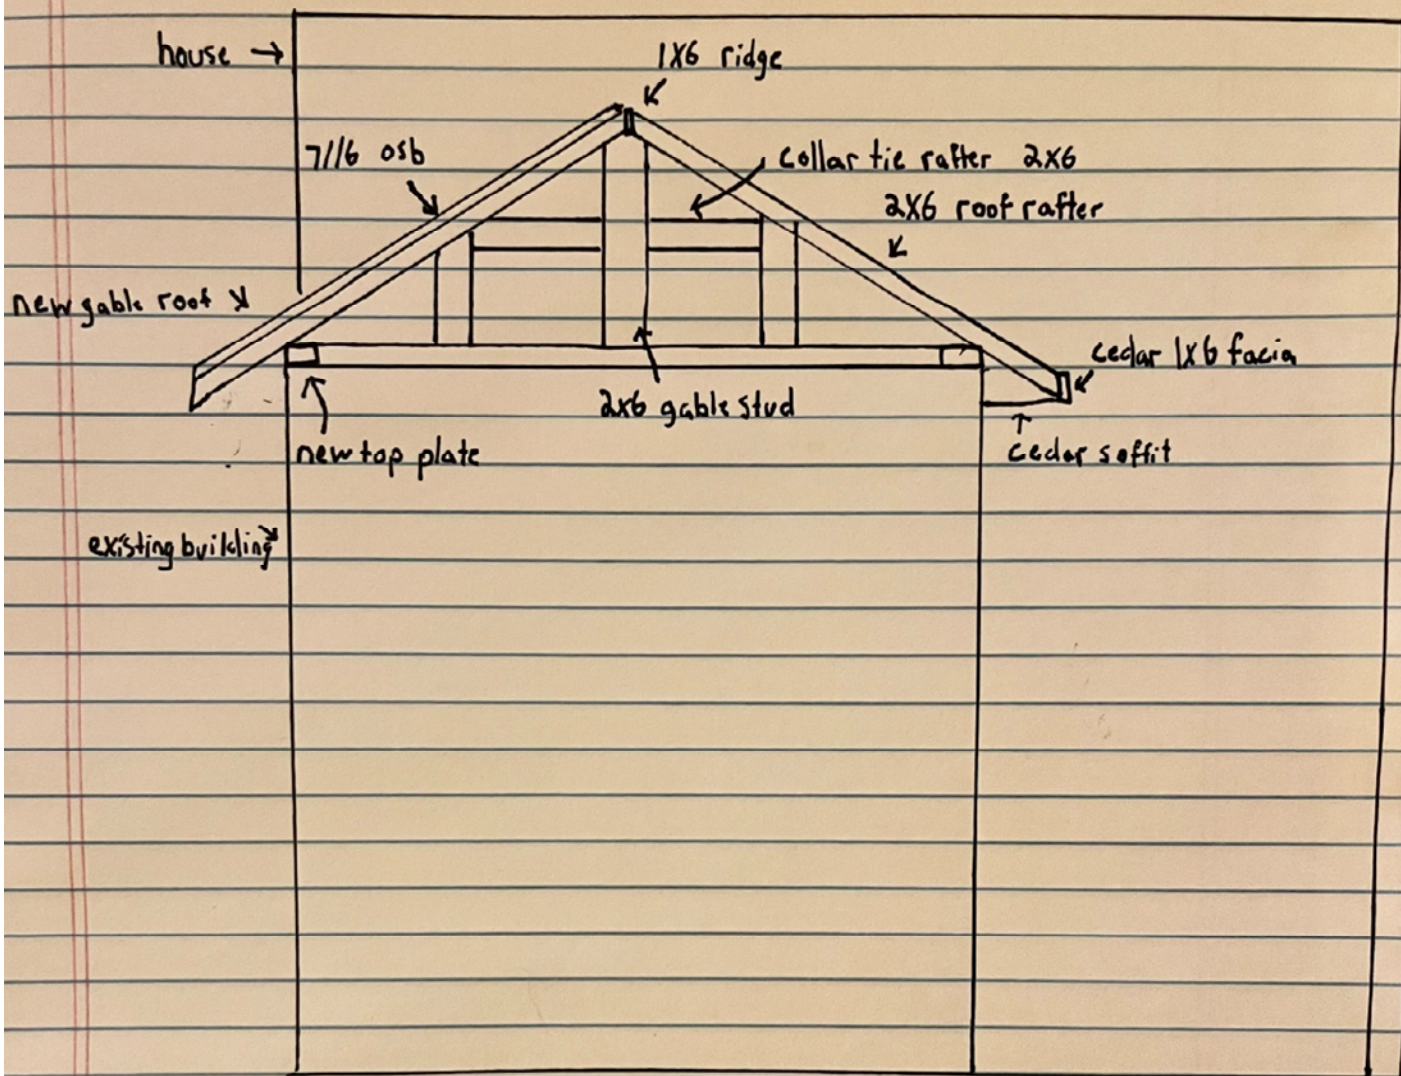 house →
1X6 ridge
7/16 osb
collar tie rafter 2X6
2X6 roof rafter
new gable roof
cedar 1X6 facia
2x6 gable stud
new top plate
cedar soffit
existing building